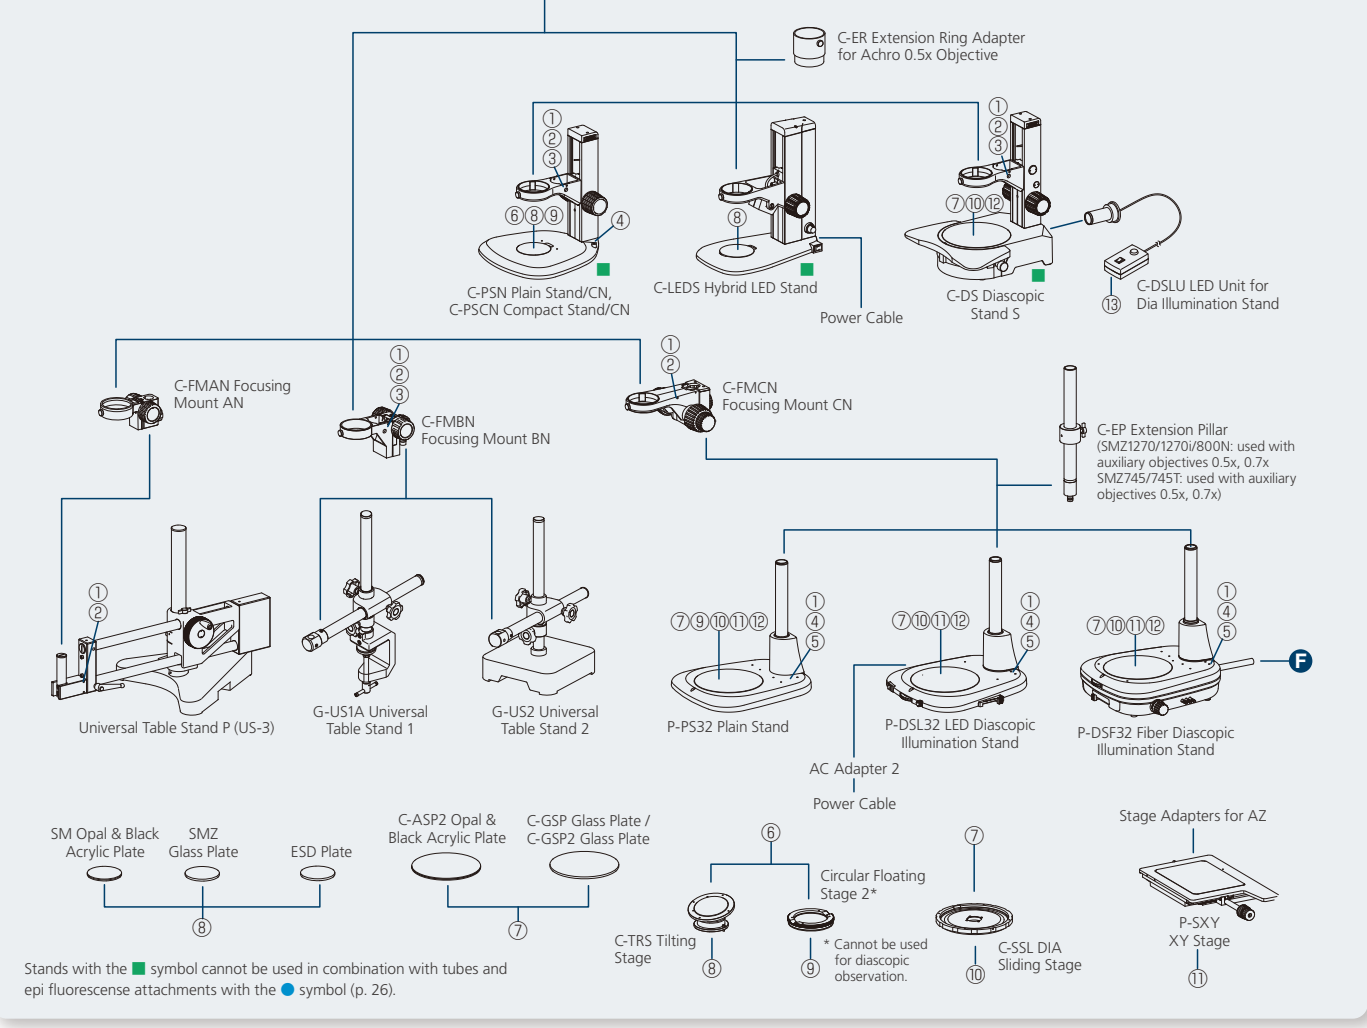 C-ER Extension Ring Adapter
for Achro 0.5x Objective
①
②
③
⑥⑧⑨
④
C-PSN Plain Stand/CN,
C-PSCN Compact Stand/CN
⑧
C-LEDS Hybrid LED Stand
Power Cable
①
②
③
⑦⑩⑫
C-DS Diascopic
Stand S
⑬
C-DSLU LED Unit for
Dia Illumination Stand
C-FMAN Focusing
Mount AN
①
②
③
C-FMBN
Focusing Mount BN
①
②
C-FMCN
Focusing Mount CN
C-EP Extension Pillar
(SMZ1270/1270i/800N: used with
auxiliary objectives 0.5x, 0.7x
SMZ745/745T: used with auxiliary
objectives 0.5x, 0.7x)
①
②
Universal Table Stand P (US-3)
G-US1A Universal
Table Stand 1
G-US2 Universal
Table Stand 2
⑦⑨⑩⑪⑫
①
④
⑤
P-PS32 Plain Stand
⑦⑩⑪⑫
①
④
⑤
P-DSL32 LED Diascopic
Illumination Stand
AC Adapter 2
Power Cable
⑦⑩⑪⑫
①
④
⑤
F
P-DSF32 Fiber Diascopic
Illumination Stand
SM Opal & Black
Acrylic Plate
SMZ
Glass Plate
ESD Plate
⑧
C-ASP2 Opal &
Black Acrylic Plate
C-GSP Glass Plate /
C-GSP2 Glass Plate
⑦
⑥
C-TRS Tilting
Stage
⑧
Circular Floating
Stage 2*
* Cannot be used
for diascopic
observation.
⑨
⑦
C-SSL DIA
Sliding Stage
⑩
Stage Adapters for AZ
P-SXY
XY Stage
⑪
Stands with the ■ symbol cannot be used in combination with tubes and
epi fluorescense attachments with the ● symbol (p. 26).